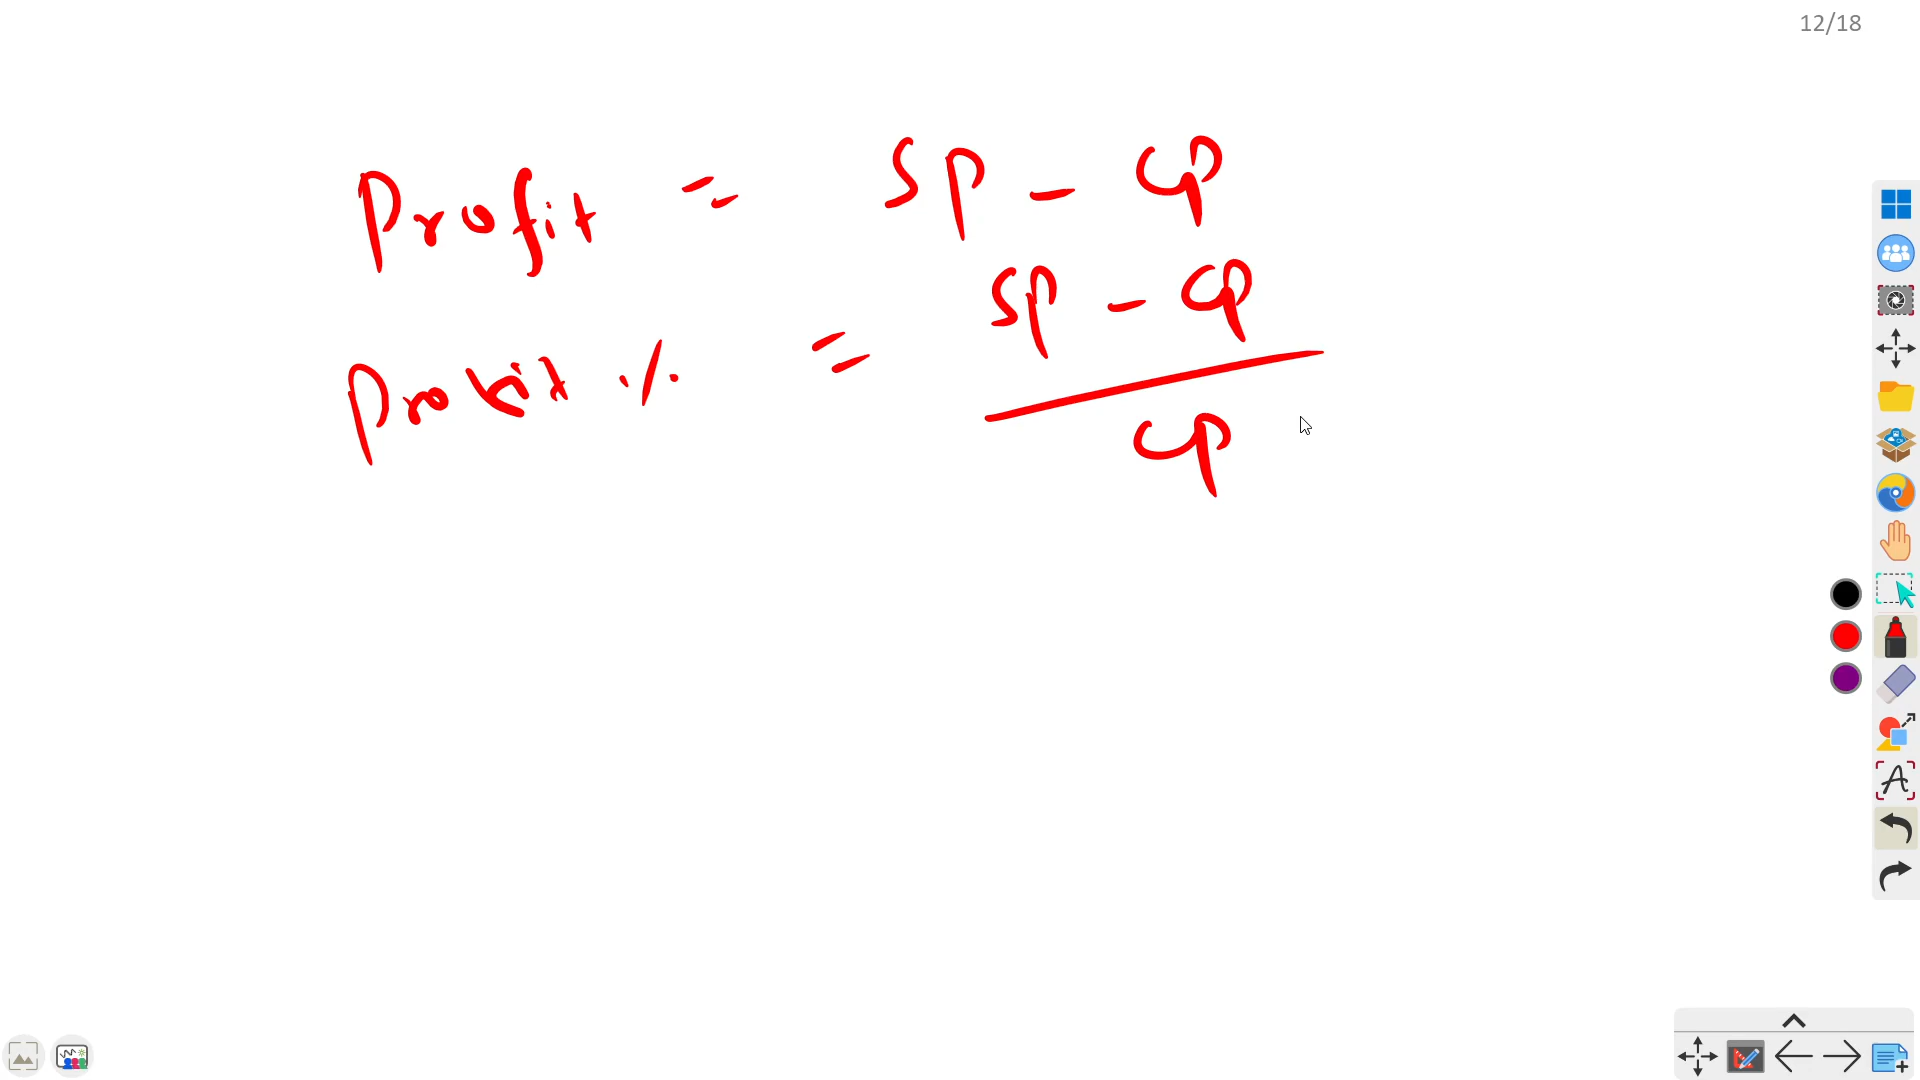 12/18
Profit = SP - CP
Profit % = SP - CP
CP